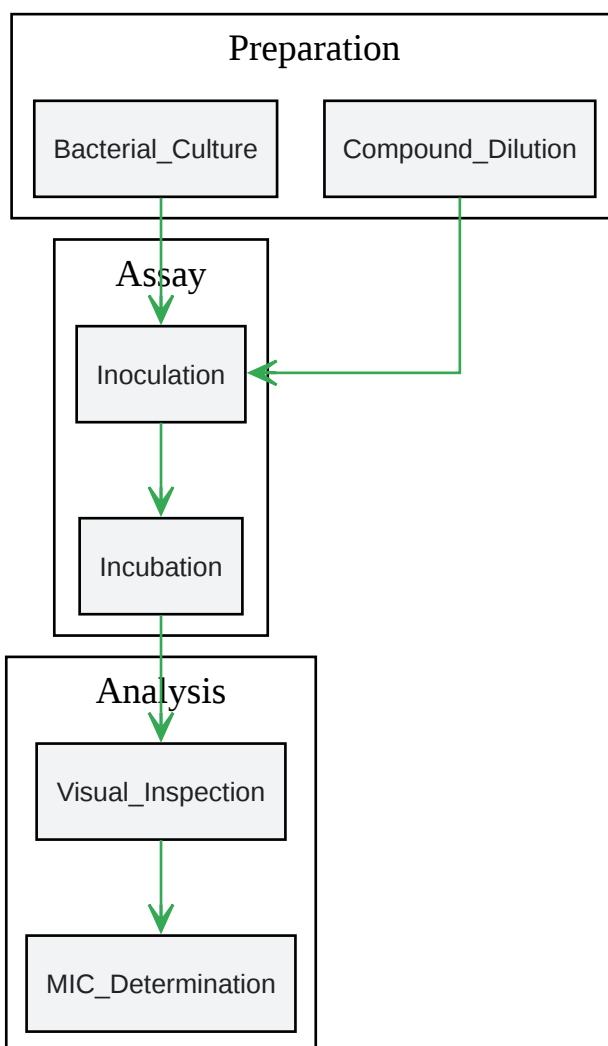 Preparation
Bacterial_Culture
Compound_Dilution
Assay
Inoculation
Incubation
Analysis
Visual_Inspection
MIC_Determination